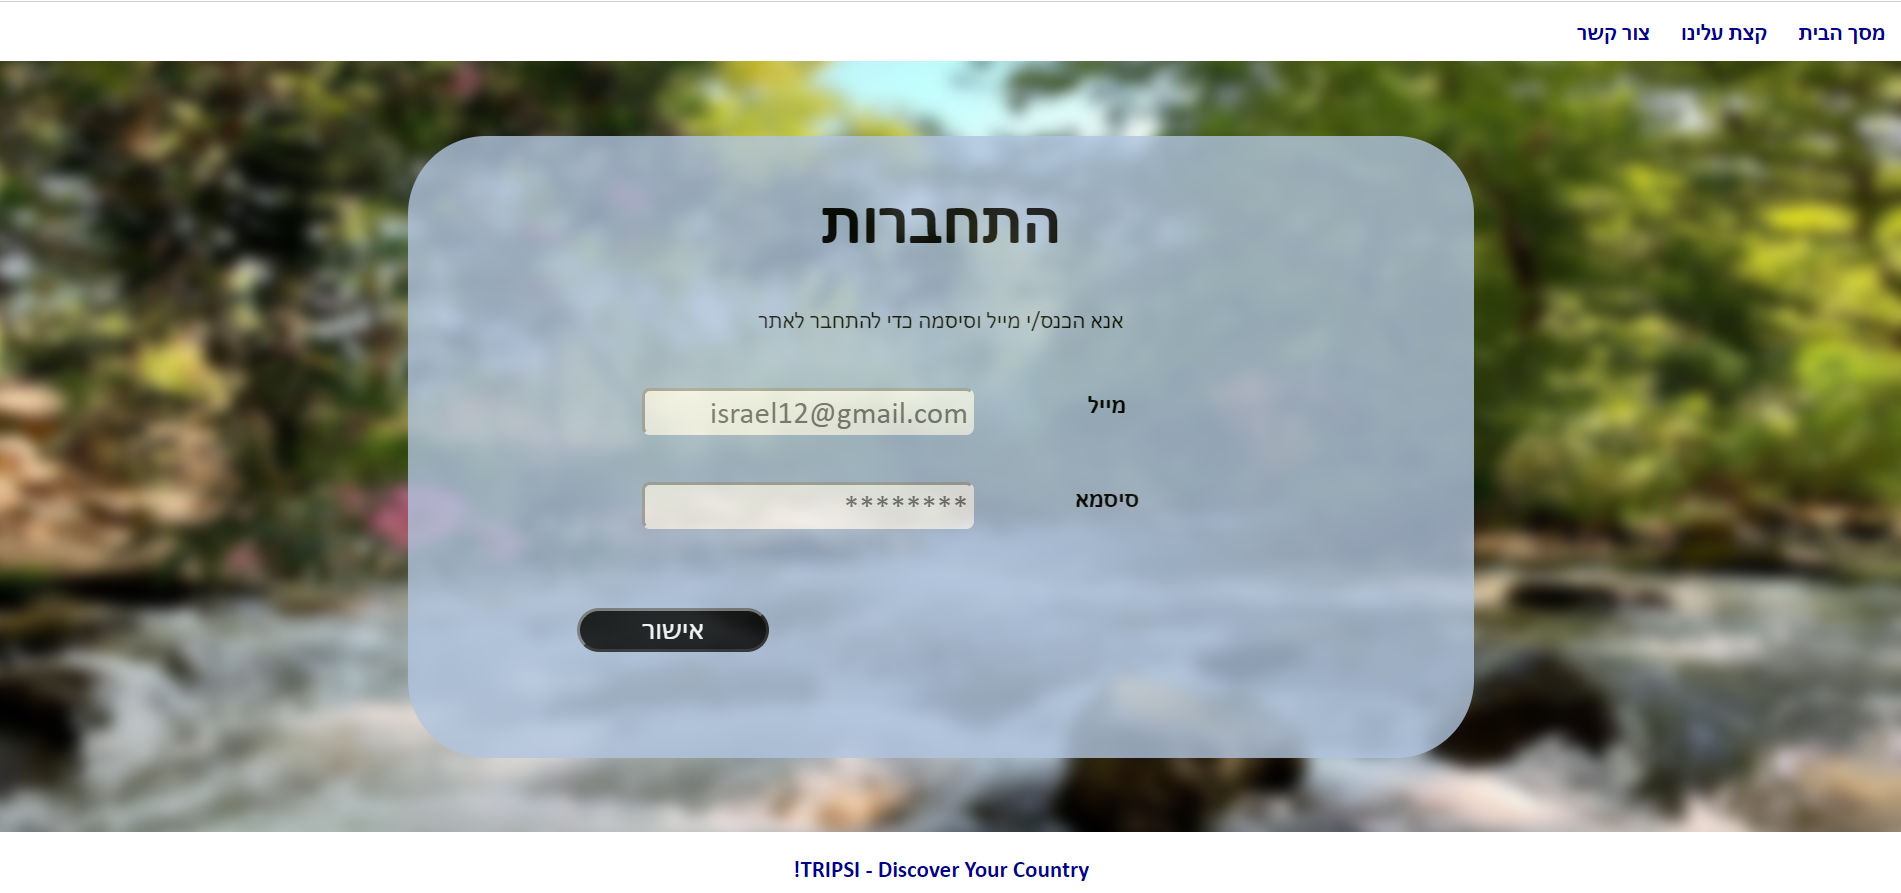 מסך הבית קצת עלינו צור קשר
התחברות
אנא הכנס/י מייל וסיסמה כדי להתחבר לאתר
מייל
israel12@gmail.com
סיסמא
********
אישור
!TRIPSI - Discover Your Country